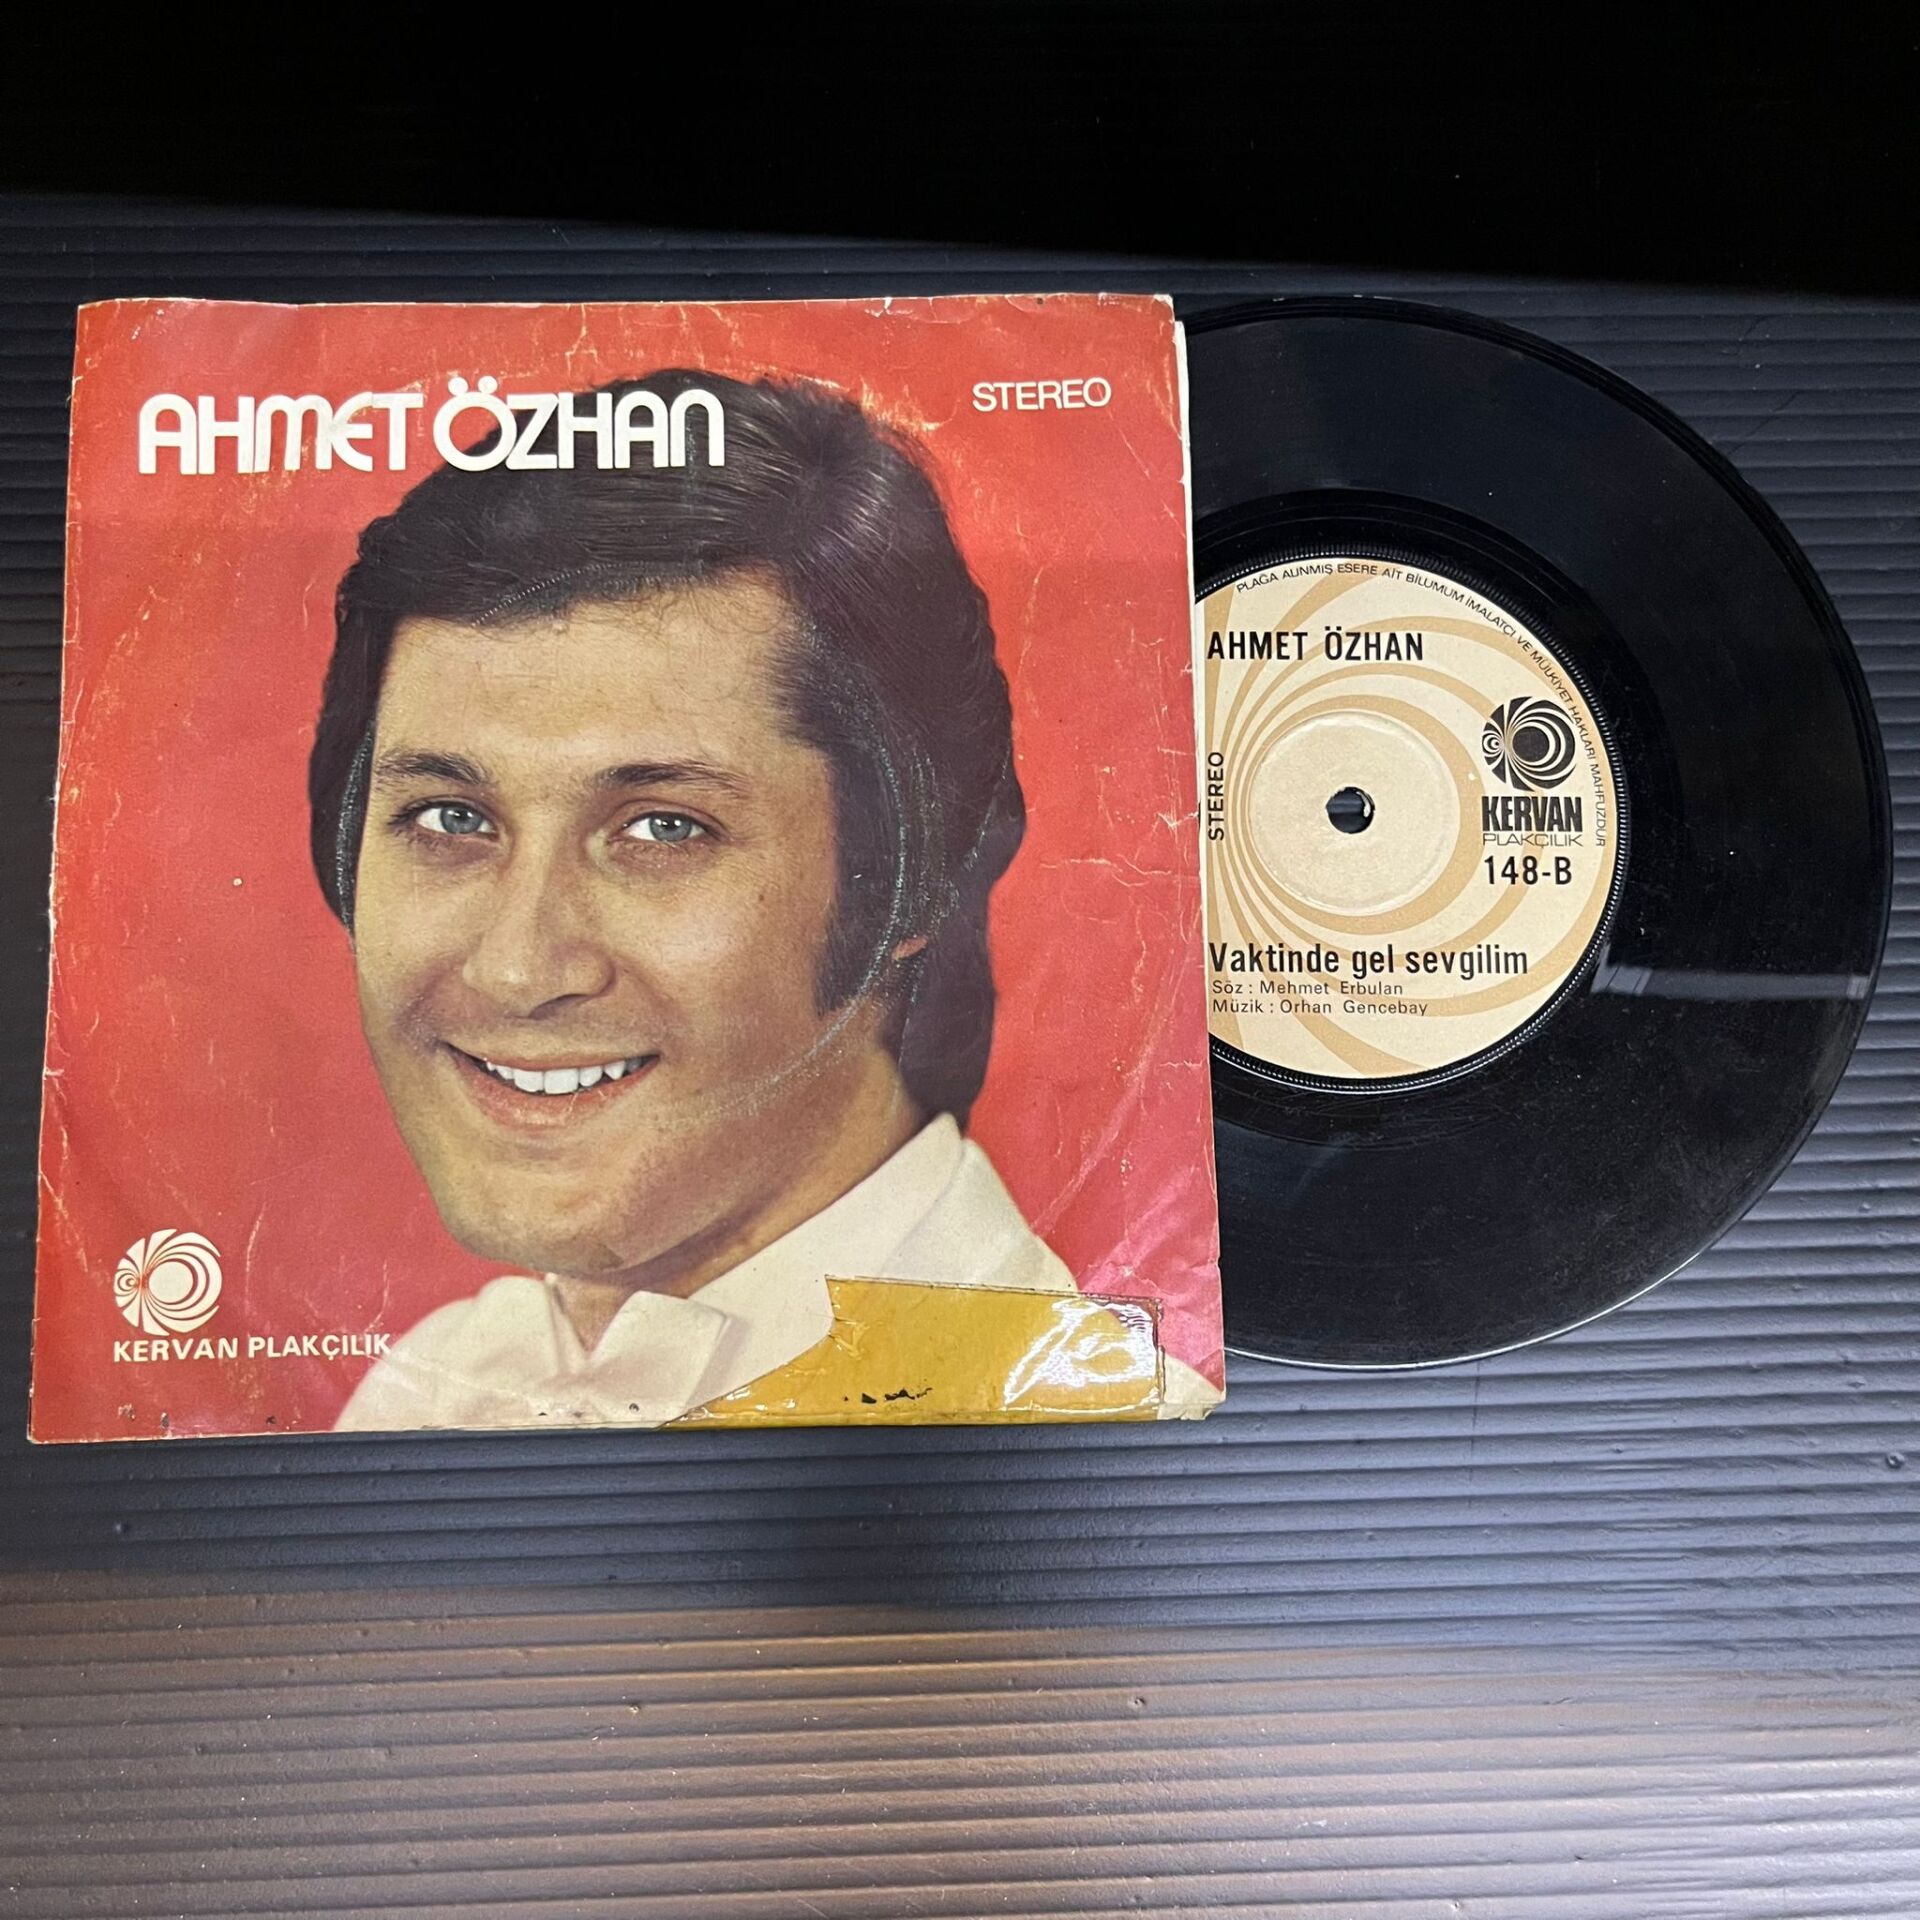 AHMET ÖZHAN
STEREO
KERVAN PLAKÇILIK
PLAĞA ALINMIŞ ESERE AİT BİLUMUM İMALATÇI VE MÜLKİYET HAKLARI MAHFUZDUR
AHMET ÖZHAN
STEREO
KERVAN
PLAKÇILIK
148-B
Vaktinde gel sevgilim
Söz : Mehmet Erbulan
Müzik : Orhan Gencebay